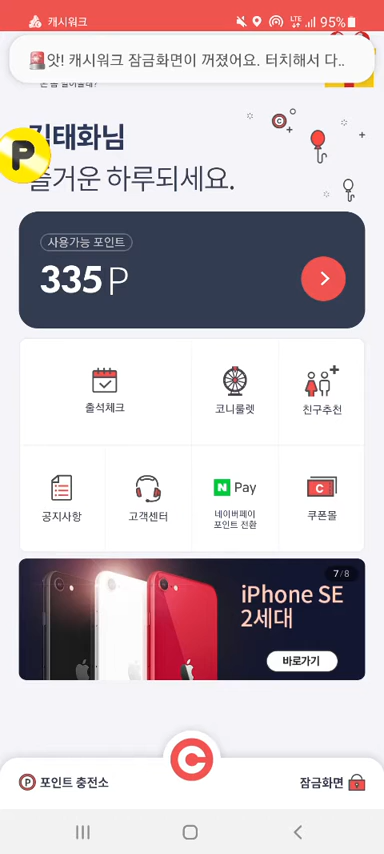 캐시워크
LTE
95%
앗! 캐시워크 잠금화면이 꺼졌어요. 터치해서 다..
P
김태화님
즐거운 하루되세요.
사용가능 포인트
335 P
출석체크
코니룰렛
친구추천
공지사항
고객센터
N Pay
네이버페이
포인트 전환
C
쿠폰몰
7/8
iPhone SE
2세대
바로가기
P 포인트 충전소
C
잠금화면